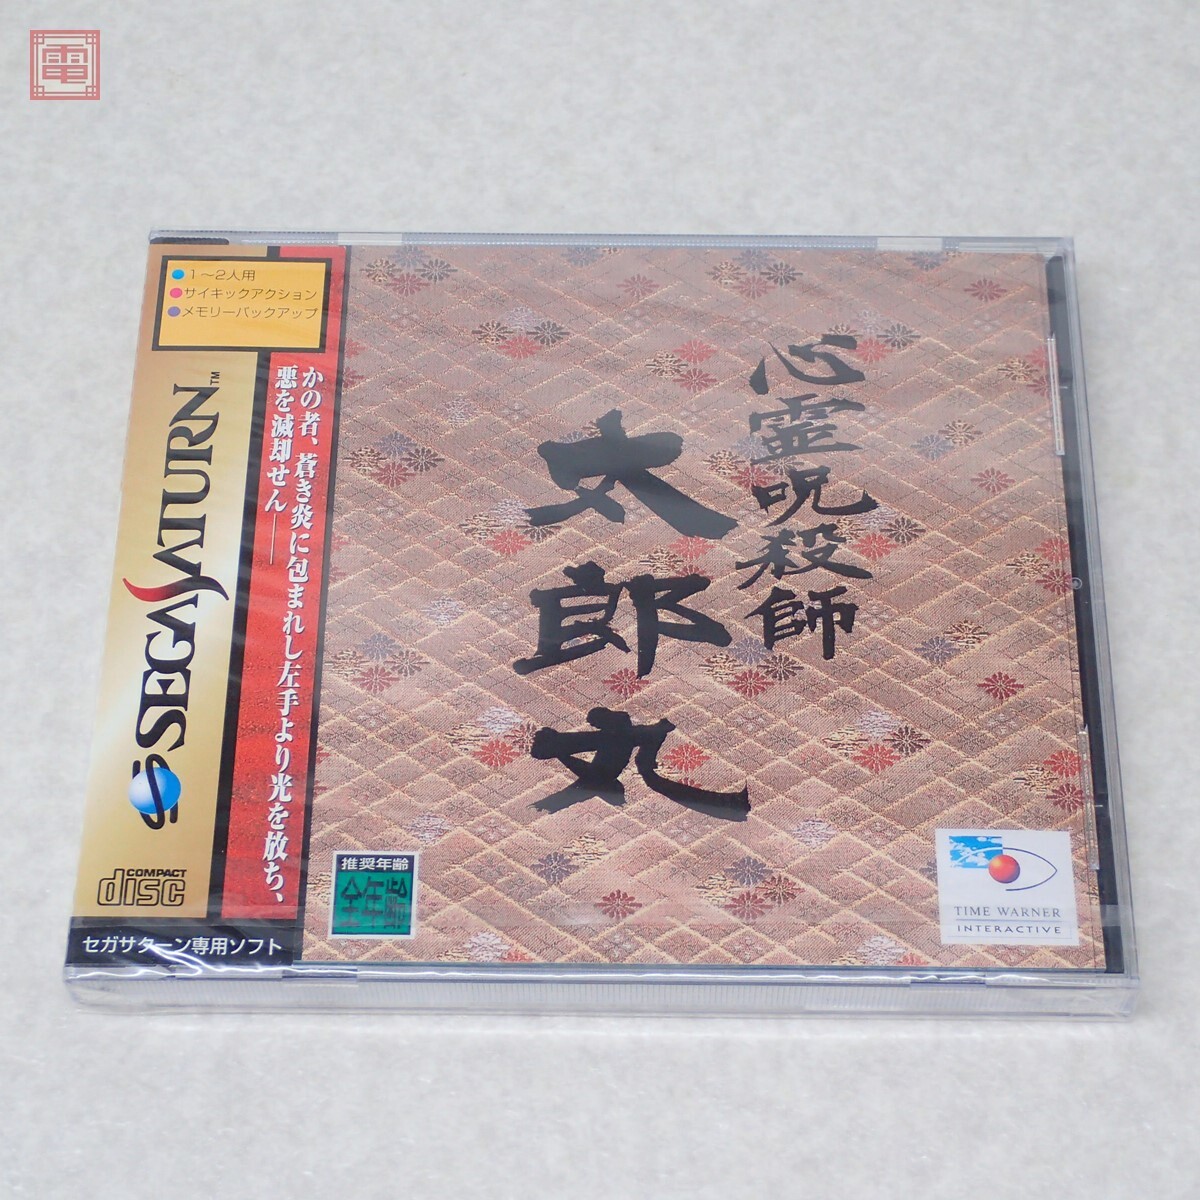 電
1～2人用
サイキックアクション
メモリーバックアップ
SEGA SATURN™
かの者、蒼き炎に包まれし左手より光を放ち、
悪を滅却せん――
心霊呪殺師
太郎丸
推奨年齢
全年齢
TIME WARNER
INTERACTIVE
COMPACT
disc
セガサターン専用ソフト